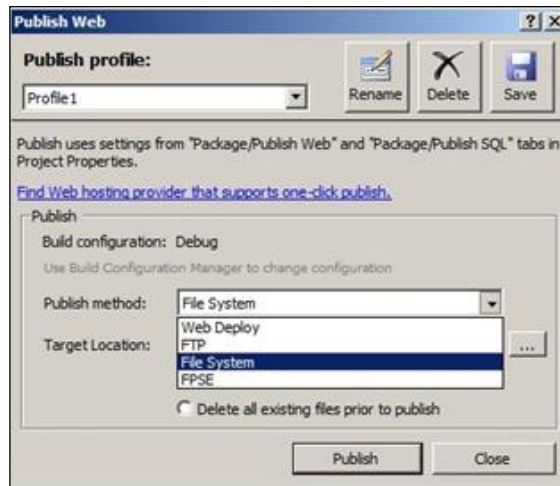 Publish Web
Publish profile:
Profile1
Rename
Delete
Save
Publish uses settings from "Package/Publish Web" and "Package/Publish SQL" tabs in
Project Properties.
Find Web hosting provider that supports one-click publish.
Publish
Build configuration: Debug
Use Build Configuration Manager to change configuration
Publish method: File System
Web Deploy
FTP
Target Location:
...
File System
FPSE
Delete all existing files prior to publish
Publish
Close